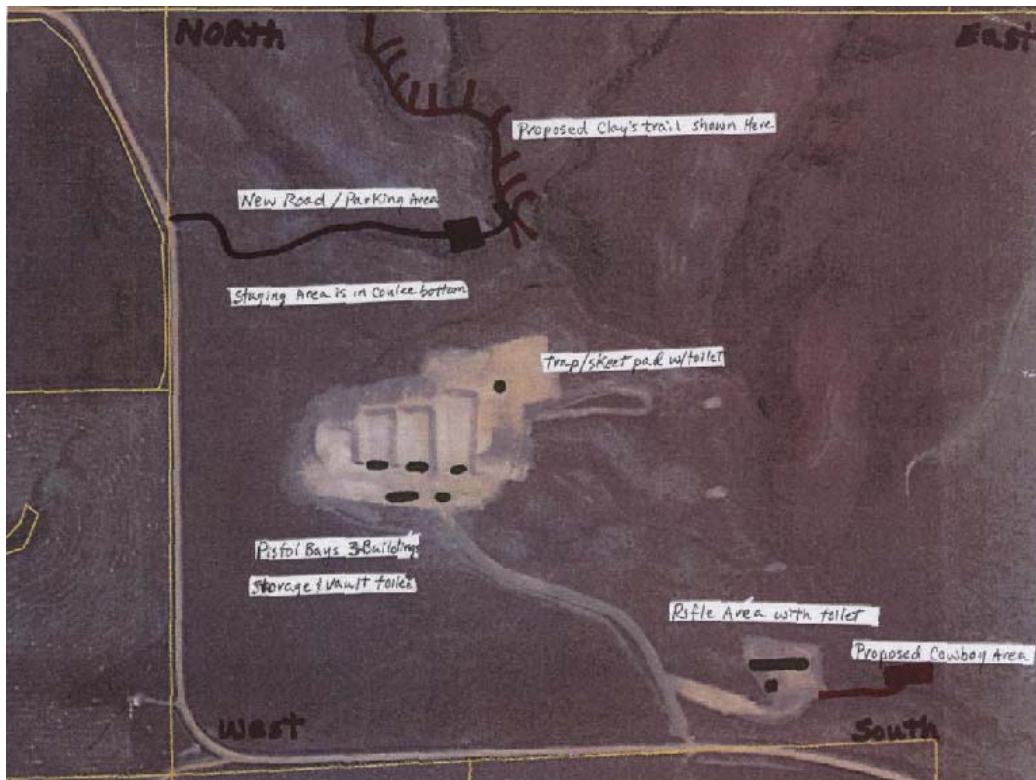 NORth
East
Proposed Clay's trail shown Here
New Road / Parking Area
Staging Area is in Coulee bottom
Trap/skeet pad w/toilet
Pistol Bays 3-Buildings
Storage & Vault toilet
Rifle Area with toilet
Proposed Cowboy Area
West
South